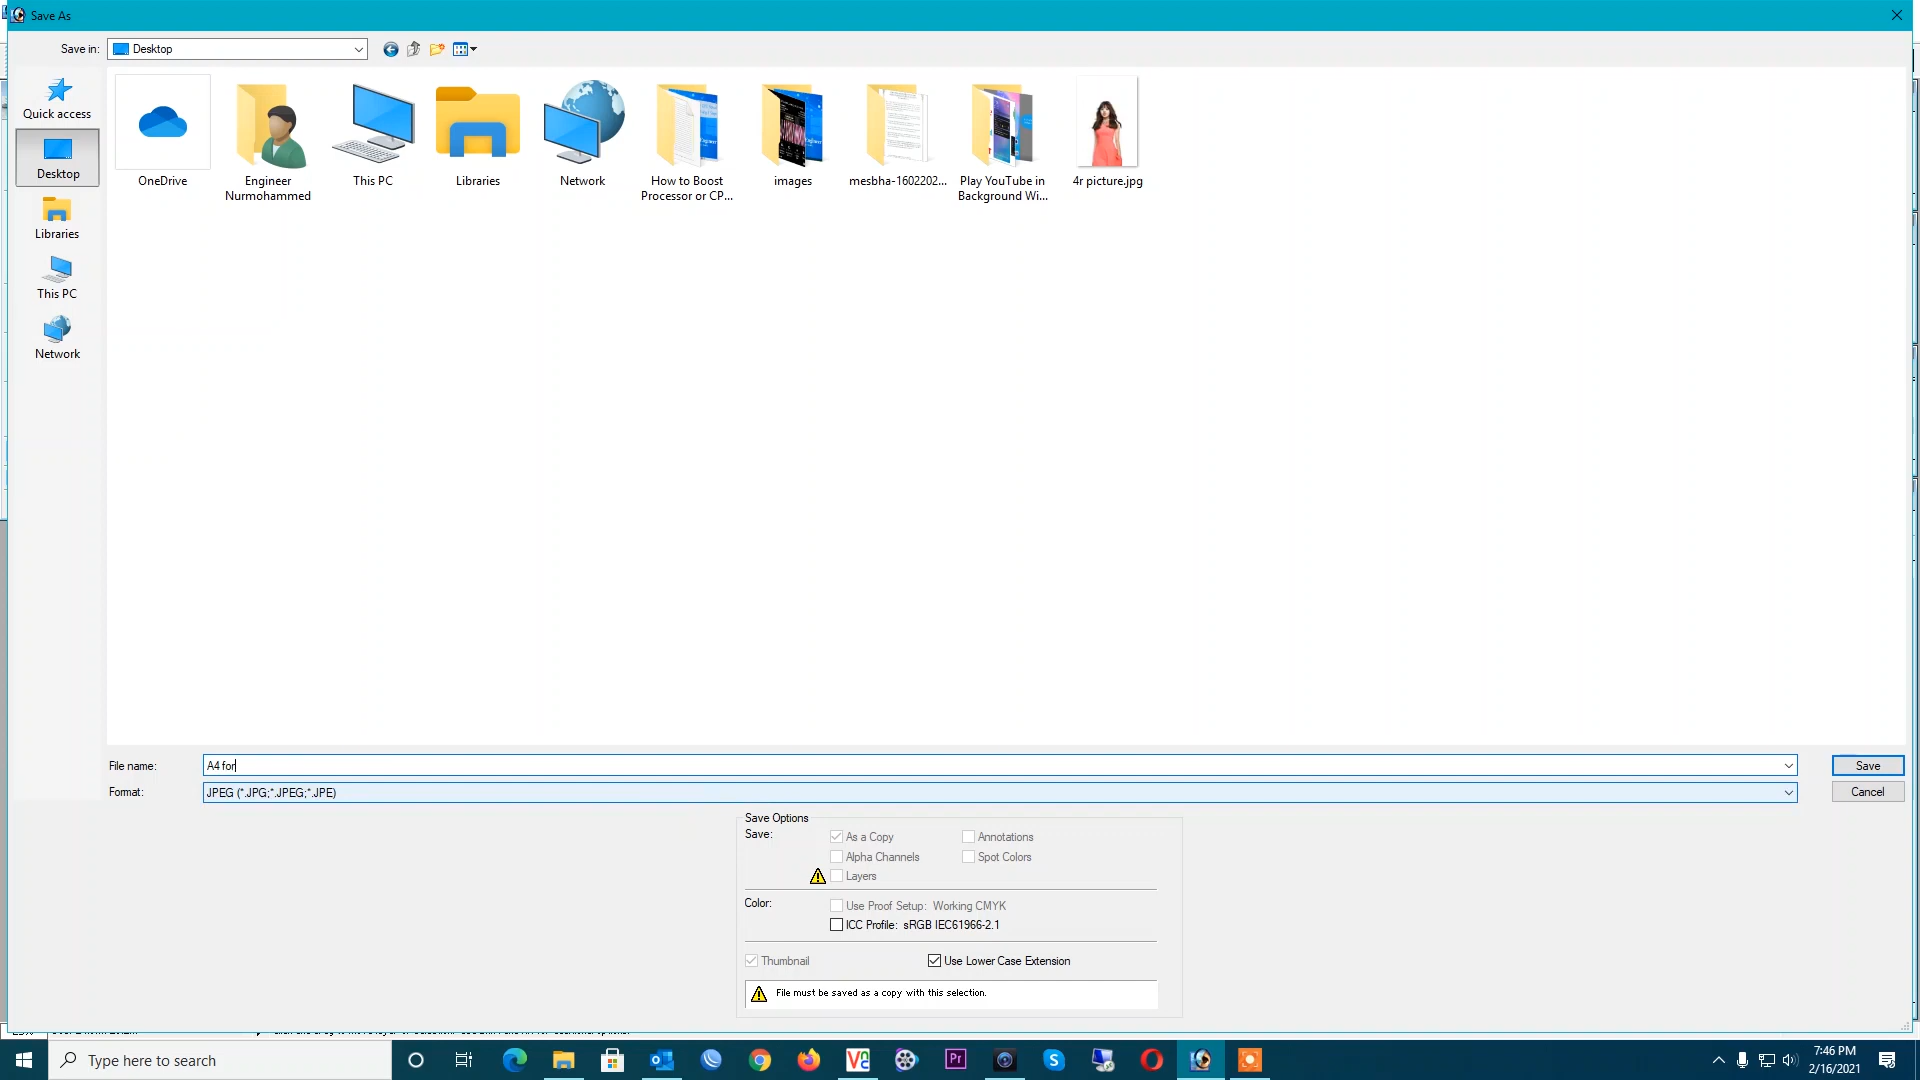 Save As
Save in:
Desktop
Quick access
Desktop
Libraries
This PC
Network
OneDrive
Engineer
Nurmohammed
This PC
Libraries
Network
How to Boost
Processor or CP...
images
mesbha-1602202...
Play YouTube in
Background Wi...
4r picture.jpg
File name:
A4 for
Save
Format:
JPEG (*.JPG;*.JPEG;*.JPE)
Cancel
Save Options
Save:
As a Copy
Annotations
Alpha Channels
Spot Colors
Layers
Color:
Use Proof Setup: Working CMYK
ICC Profile: sRGB IEC61966-2.1
Thumbnail
Use Lower Case Extension
File must be saved as a copy with this selection.
Type here to search
Pr
7:46 PM
2/16/2021